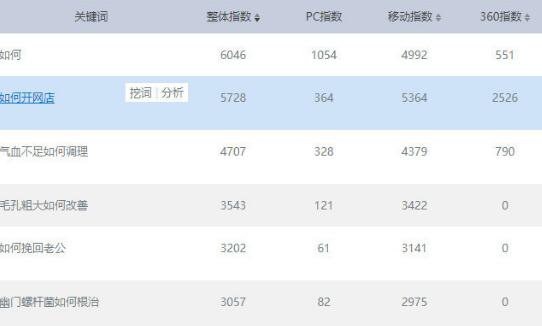 关键词 整体指数 PC指数 移动指数 360指数
如何 6046 1054 4992 551
如何开网店 挖词 | 分析 5728 364 5364 2526
气血不足如何调理 4707 328 4379 790
毛孔粗大如何改善 3543 121 3422 0
如何挽回老公 3202 61 3141 0
幽门螺杆菌如何根治 3057 82 2975 0